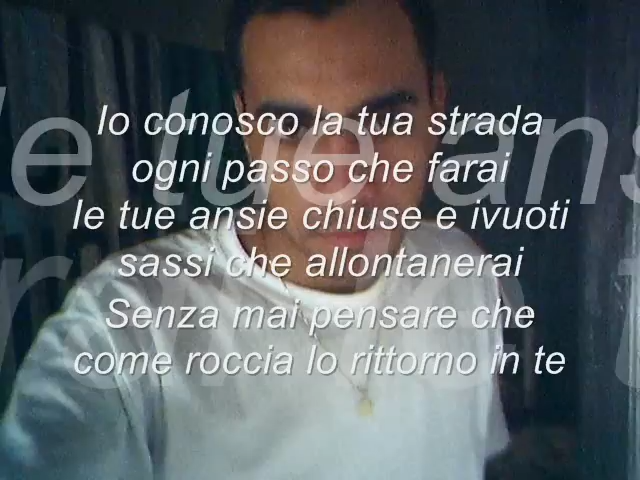 Io conosco la tua strada
ogni passo che farai
le tue ansie chiuse e ivuoti
sassi che allontanerai
Senza mai pensare che
come roccia Io rittorno in te